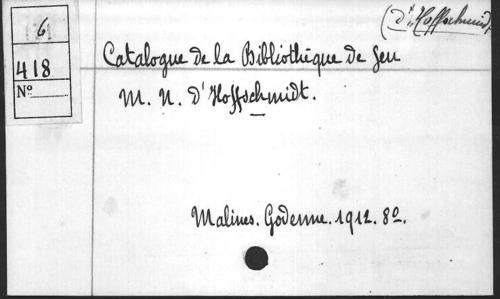 (d'Hoffschmidt)
6
418
No
Catalogue de la Bibliothèque de feu
M. N. d'Hoffschmidt.
Malines. Godenne. 1912. 8o.